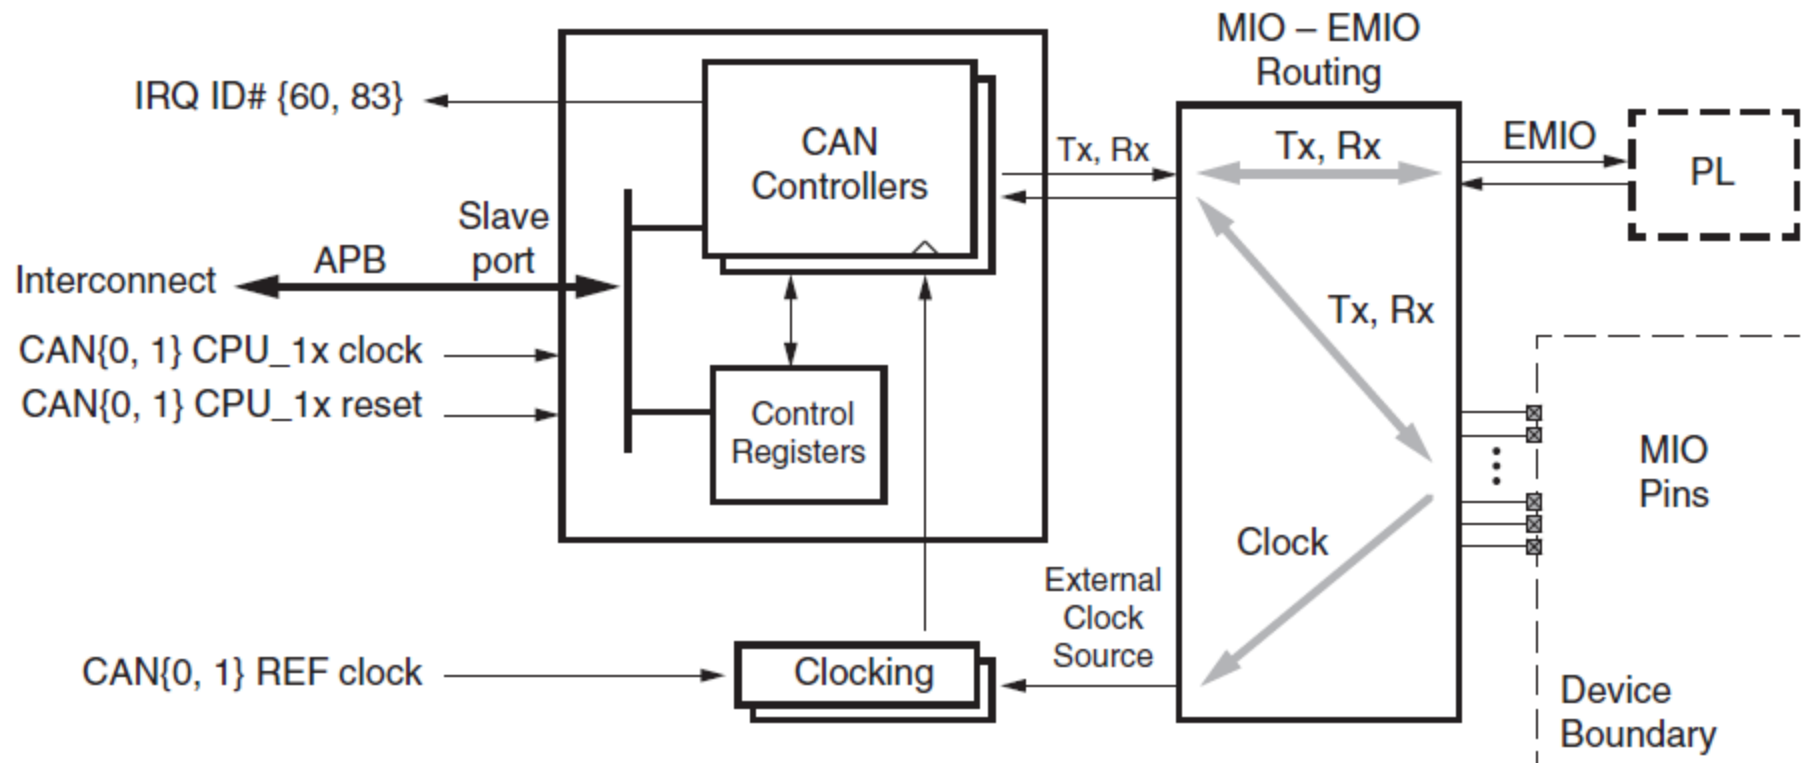 MIO – EMIO
Routing
IRQ ID# {60, 83}
CAN
Controllers
Tx, Rx
Tx, Rx
EMIO
PL
Slave
port
APB
Interconnect
Tx, Rx
CAN{0, 1} CPU_1x clock
CAN{0, 1} CPU_1x reset
Control
Registers
MIO
Pins
Clock
External
Clock
Source
CAN{0, 1} REF clock
Clocking
Device
Boundary